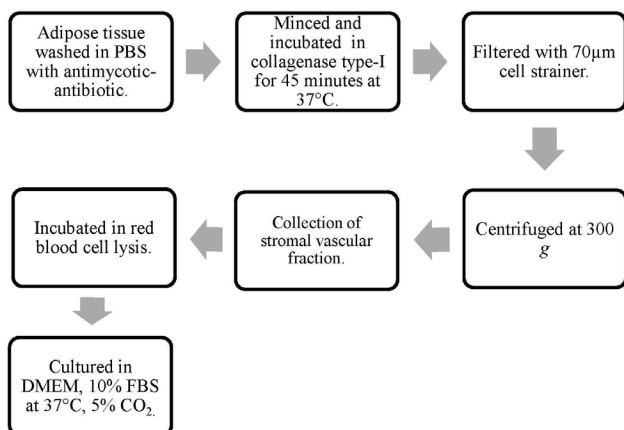 Adipose tissue
washed in PBS
with antimycotic-
antibiotic.
Minced and
incubated in
collagenase type-I
for 45 minutes at
37°C.
Filtered with 70µm
cell strainer.
Centrifuged at 300
g
Collection of
stromal vascular
fraction.
Incubated in red
blood cell lysis.
Cultured in
DMEM, 10% FBS
at 37°C, 5% CO₂.